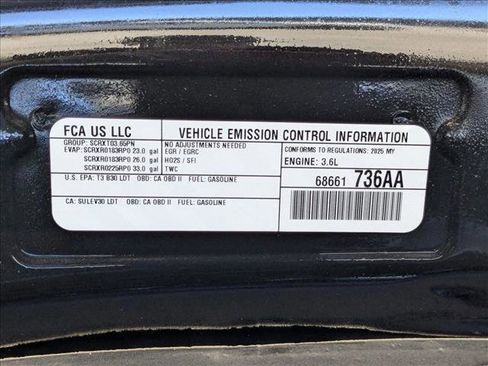 FCA US LLC
VEHICLE EMISSION CONTROL INFORMATION
GROUP: SCRXT03.65PN
EVAP: SCRXR0183RP0 23.0 gal
SCRXR0183RP0 26.0 gal
SCRXR0225RP0 33.0 gal
NO ADJUSTMENTS NEEDED
EGR / EGRC
HO2S / SFI
TWC
CONFORMS TO REGULATIONS: 2025 MY
ENGINE: 3.6L
U.S. EPA: T3 B30 LDT OBD: CA OBD II FUEL: GASOLINE
68661 736AA
CA: SULEV30 LDT OBD: CA OBD II FUEL: GASOLINE